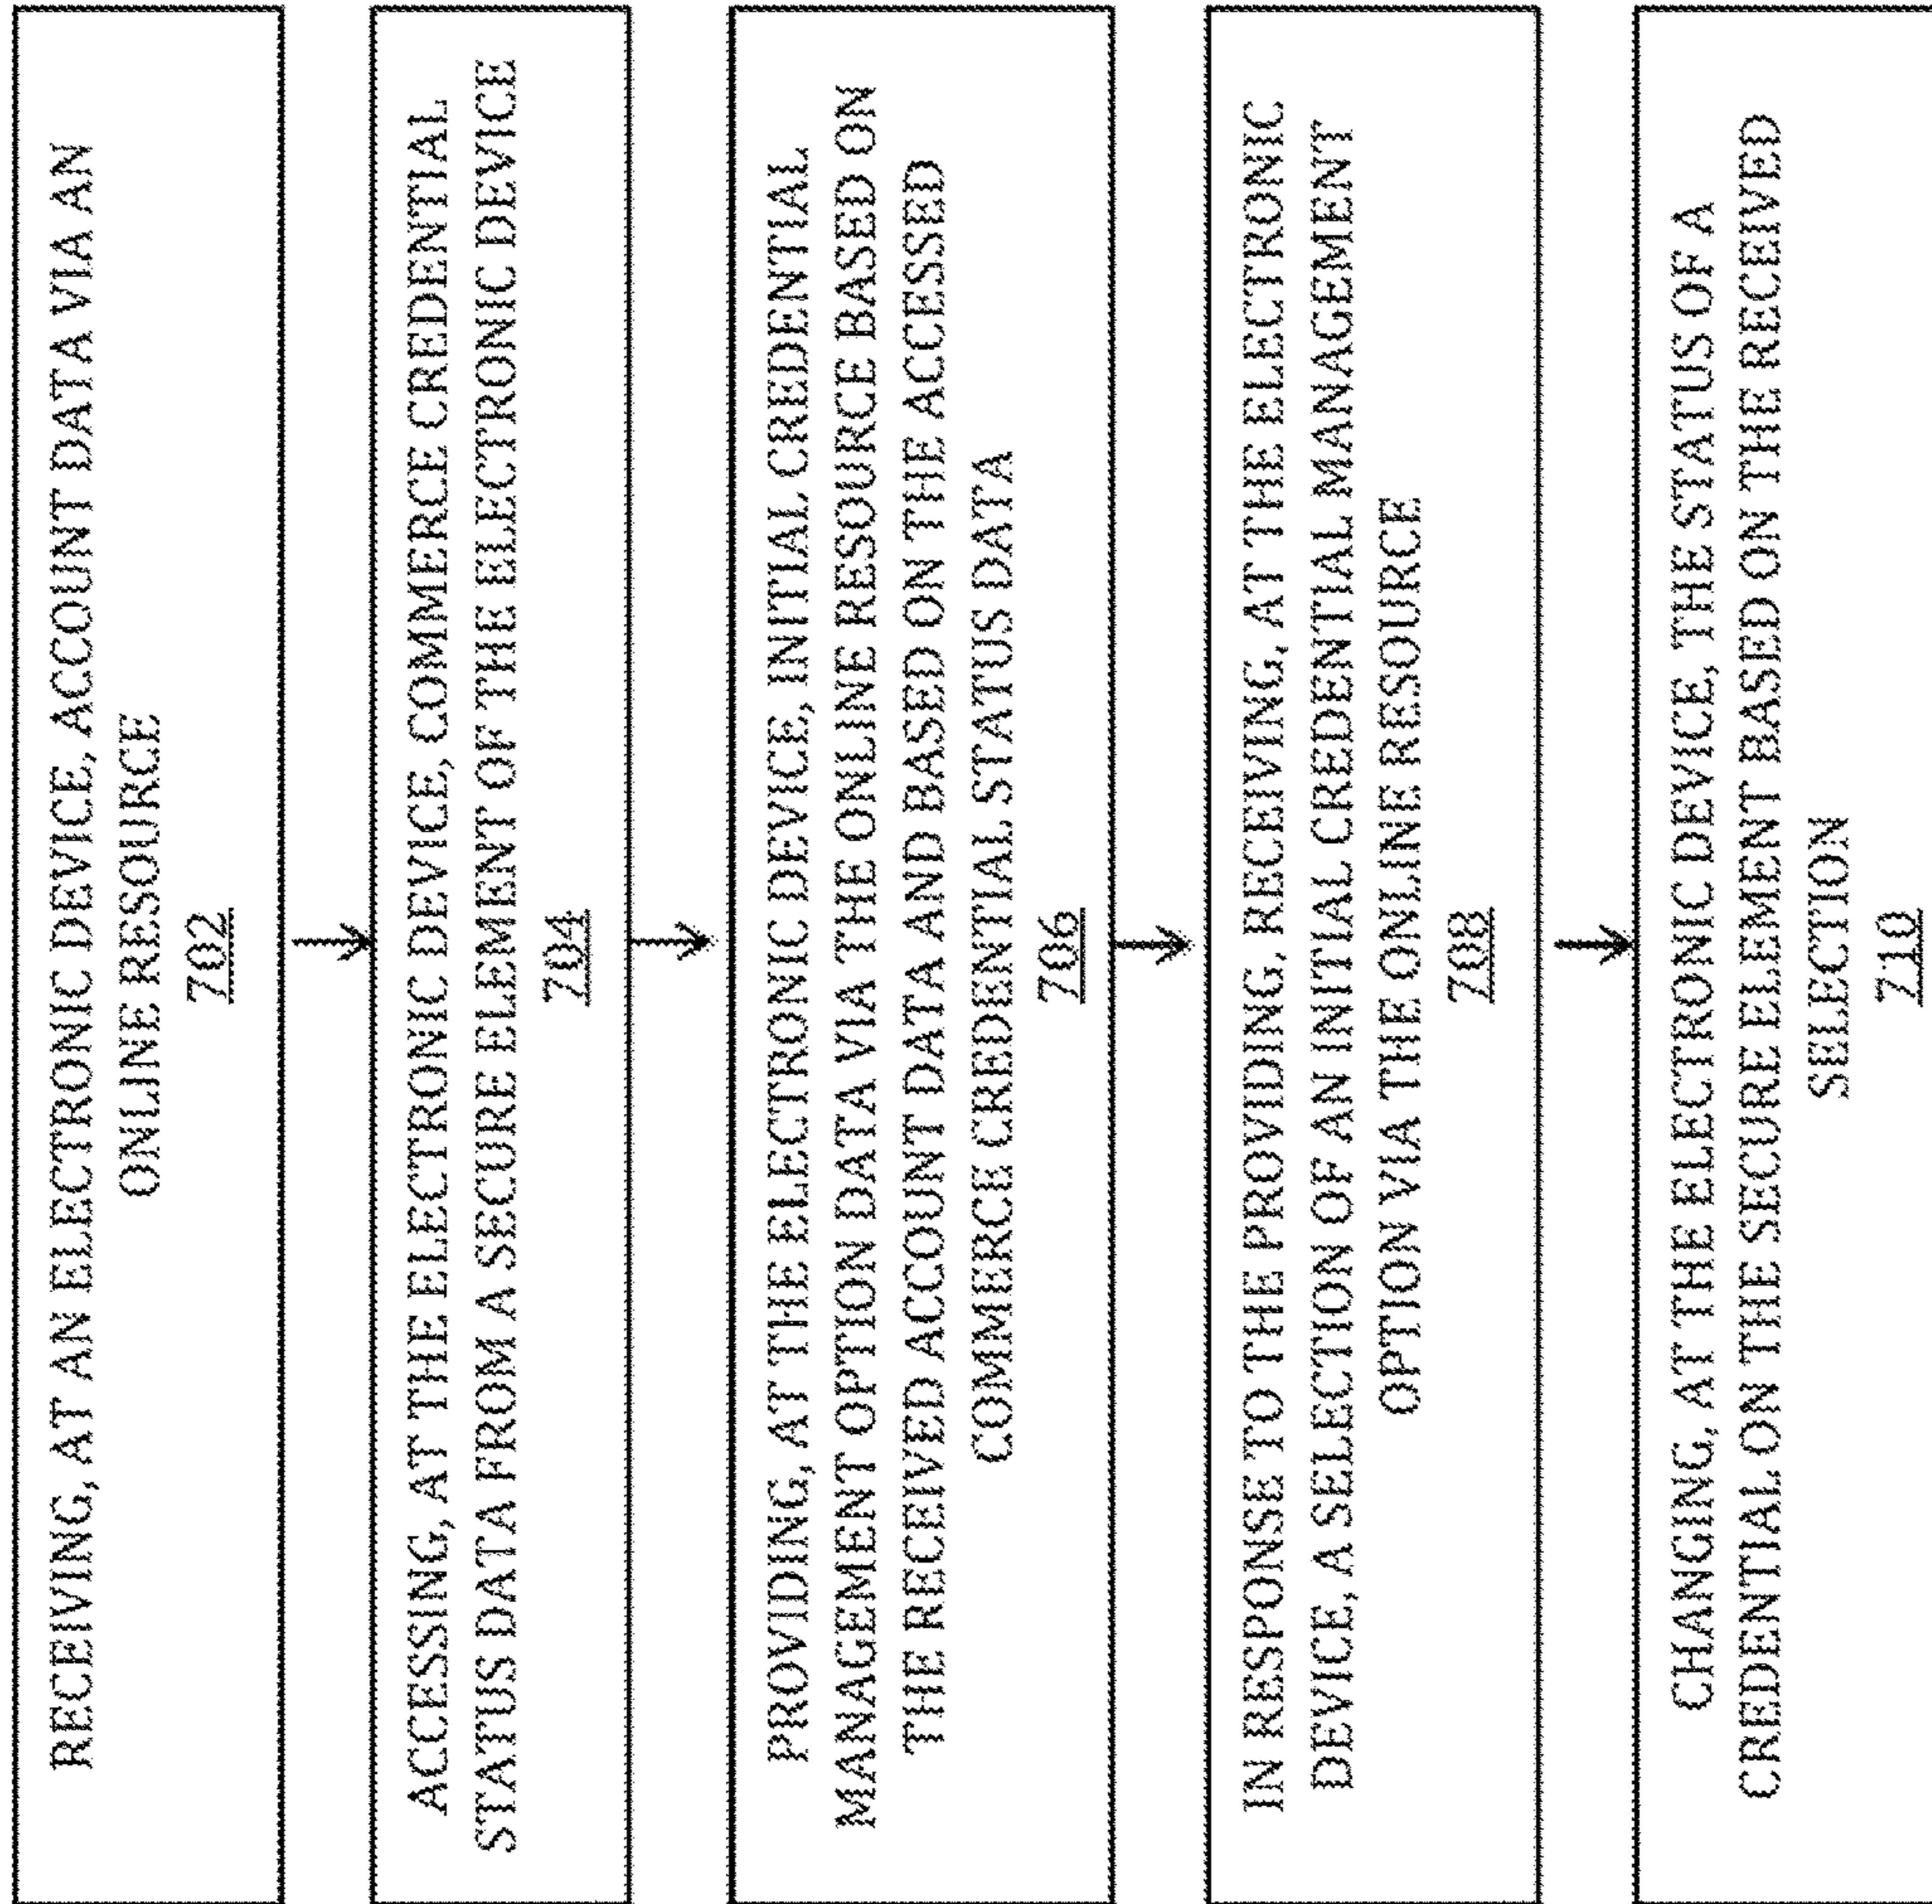 RECEIVING, AT AN ELECTRONIC DEVICE, ACCOUNT DATA VIA AN
ONLINE RESOURCE
702
ACCESSING, AT THE ELECTRONIC DEVICE, COMMERCE CREDENTIAL
STATUS DATA FROM A SECURE ELEMENT OF THE ELECTRONIC DEVICE
704
PROVIDING, AT THE ELECTRONIC DEVICE, INITIAL CREDENTIAL
MANAGEMENT OPTION DATA VIA THE ONLINE RESOURCE BASED ON
THE RECEIVED ACCOUNT DATA AND BASED ON THE ACCESSED
COMMERCE CREDENTIAL STATUS DATA
706
IN RESPONSE TO THE PROVIDING, RECEIVING, AT THE ELECTRONIC
DEVICE, A SELECTION OF AN INITIAL CREDENTIAL MANAGEMENT
OPTION VIA THE ONLINE RESOURCE
708
CHANGING, AT THE ELECTRONIC DEVICE, THE STATUS OF A
CREDENTIAL ON THE SECURE ELEMENT BASED ON THE RECEIVED
SELECTION
710